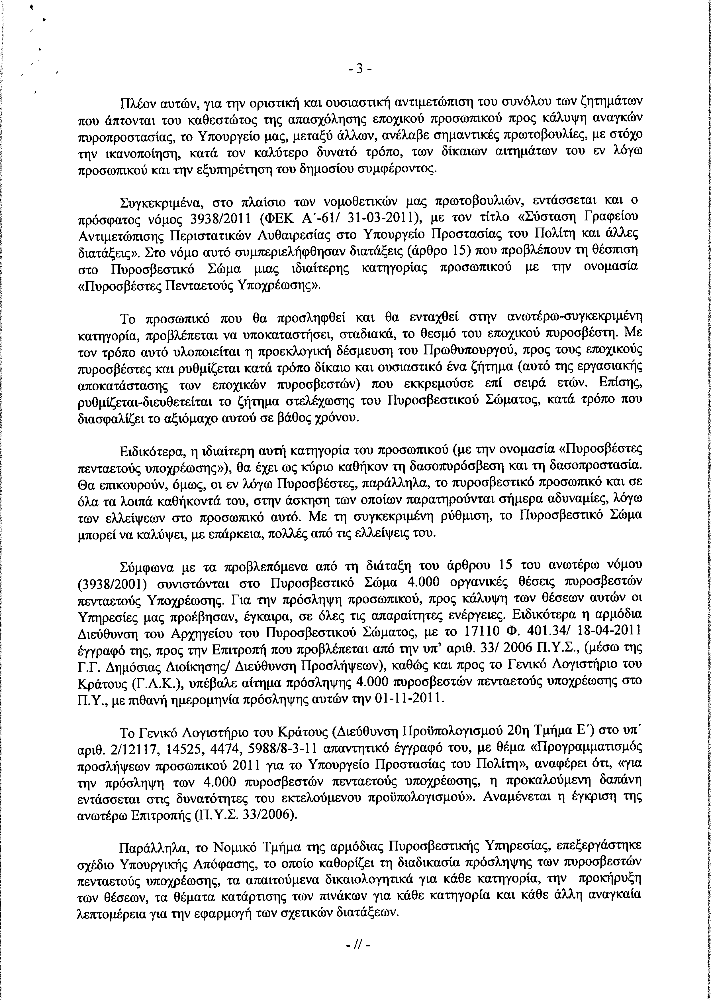 - 3 -
Πλέον αυτών, για την οριστική και ουσιαστική αντιμετώπιση του συνόλου των ζητημάτων
που άπτονται του καθεστώτος της απασχόλησης εποχικού προσωπικού προς κάλυψη αναγκών
πυροπροστασίας, το Υπουργείο μας, μεταξύ άλλων, ανέλαβε σημαντικές πρωτοβουλίες, με στόχο
την ικανοποίηση, κατά τον καλύτερο δυνατό τρόπο, των δίκαιων αιτημάτων του εν λόγω
προσωπικού και την εξυπηρέτηση του δημοσίου συμφέροντος.
Συγκεκριμένα, στο πλαίσιο των νομοθετικών μας πρωτοβουλιών, εντάσσεται και ο
πρόσφατος νόμος 3938/2011 (ΦΕΚ Α΄-61/ 31-03-2011), με τον τίτλο «Σύσταση Γραφείου
Αντιμετώπισης Περιστατικών Αυθαιρεσίας στο Υπουργείο Προστασίας του Πολίτη και άλλες
διατάξεις». Στο νόμο αυτό συμπεριελήφθησαν διατάξεις (άρθρο 15) που προβλέπουν τη θέσπιση
στο Πυροσβεστικό Σώμα μιας ιδιαίτερης κατηγορίας προσωπικού με την ονομασία
«Πυροσβέστες Πενταετούς Υποχρέωσης».
Το προσωπικό που θα προσληφθεί και θα ενταχθεί στην ανωτέρω-συγκεκριμένη
κατηγορία, προβλέπεται να υποκαταστήσει, σταδιακά, το θεσμό του εποχικού πυροσβέστη. Με
τον τρόπο αυτό υλοποιείται η προεκλογική δέσμευση του Πρωθυπουργού, προς τους εποχικούς
πυροσβέστες και ρυθμίζεται κατά τρόπο δίκαιο και ουσιαστικό ένα ζήτημα (αυτό της εργασιακής
αποκατάστασης των εποχικών πυροσβεστών) που εκκρεμούσε επί σειρά ετών. Επίσης,
ρυθμίζεται-διευθετείται το ζήτημα στελέχωσης του Πυροσβεστικού Σώματος, κατά τρόπο που
διασφαλίζει το αξιόμαχο αυτού σε βάθος χρόνου.
Ειδικότερα, η ιδιαίτερη αυτή κατηγορία του προσωπικού (με την ονομασία «Πυροσβέστες
πενταετούς υποχρέωσης»), θα έχει ως κύριο καθήκον τη δασοπυρόσβεση και τη δασοπροστασία.
Θα επικουρούν, όμως, οι εν λόγω Πυροσβέστες, παράλληλα, το πυροσβεστικό προσωπικό και σε
όλα τα λοιπά καθήκοντά του, στην άσκηση των οποίων παρατηρούνται σήμερα αδυναμίες, λόγω
των ελλείψεων στο προσωπικό αυτό. Με τη συγκεκριμένη ρύθμιση, το Πυροσβεστικό Σώμα
μπορεί να καλύψει, με επάρκεια, πολλές από τις ελλείψεις του.
Σύμφωνα με τα προβλεπόμενα από τη διάταξη του άρθρου 15 του ανωτέρω νόμου
(3938/2001) συνιστώνται στο Πυροσβεστικό Σώμα 4.000 οργανικές θέσεις πυροσβεστών
πενταετούς Υποχρέωσης. Για την πρόσληψη προσωπικού, προς κάλυψη των θέσεων αυτών οι
Υπηρεσίες μας προέβησαν, έγκαιρα, σε όλες τις απαραίτητες ενέργειες. Ειδικότερα η αρμόδια
Διεύθυνση του Αρχηγείου του Πυροσβεστικού Σώματος, με το 17110 Φ. 401.34/ 18-04-2011
έγγραφό της, προς την Επιτροπή που προβλέπεται από την υπ’ αριθ. 33/ 2006 Π.Υ.Σ., (μέσω της
Γ.Γ. Δημόσιας Διοίκησης/ Διεύθυνση Προσλήψεων), καθώς και προς το Γενικό Λογιστήριο του
Κράτους (Γ.Λ.Κ.), υπέβαλε αίτημα πρόσληψης 4.000 πυροσβεστών πενταετούς υποχρέωσης στο
Π.Υ., με πιθανή ημερομηνία πρόσληψης αυτών την 01-11-2011.
Το Γενικό Λογιστήριο του Κράτους (Διεύθυνση Προϋπολογισμού 20η Τμήμα Ε΄) στο υπ΄
αριθ. 2/12117, 14525, 4474, 5988/8-3-11 απαντητικό έγγραφό του, με θέμα «Προγραμματισμός
προσλήψεων προσωπικού 2011 για το Υπουργείο Προστασίας του Πολίτη», αναφέρει ότι, «για
την πρόσληψη των 4.000 πυροσβεστών πενταετούς υποχρέωσης, η προκαλούμενη δαπάνη
εντάσσεται στις δυνατότητες του εκτελούμενου προϋπολογισμού». Αναμένεται η έγκριση της
ανωτέρω Επιτροπής (Π.Υ.Σ. 33/2006).
Παράλληλα, το Νομικό Τμήμα της αρμόδιας Πυροσβεστικής Υπηρεσίας, επεξεργάστηκε
σχέδιο Υπουργικής Απόφασης, το οποίο καθορίζει τη διαδικασία πρόσληψης των πυροσβεστών
πενταετούς υποχρέωσης, τα απαιτούμενα δικαιολογητικά για κάθε κατηγορία, την προκήρυξη
των θέσεων, τα θέματα κατάρτισης των πινάκων για κάθε κατηγορία και κάθε άλλη αναγκαία
λεπτομέρεια για την εφαρμογή των σχετικών διατάξεων.
- // -